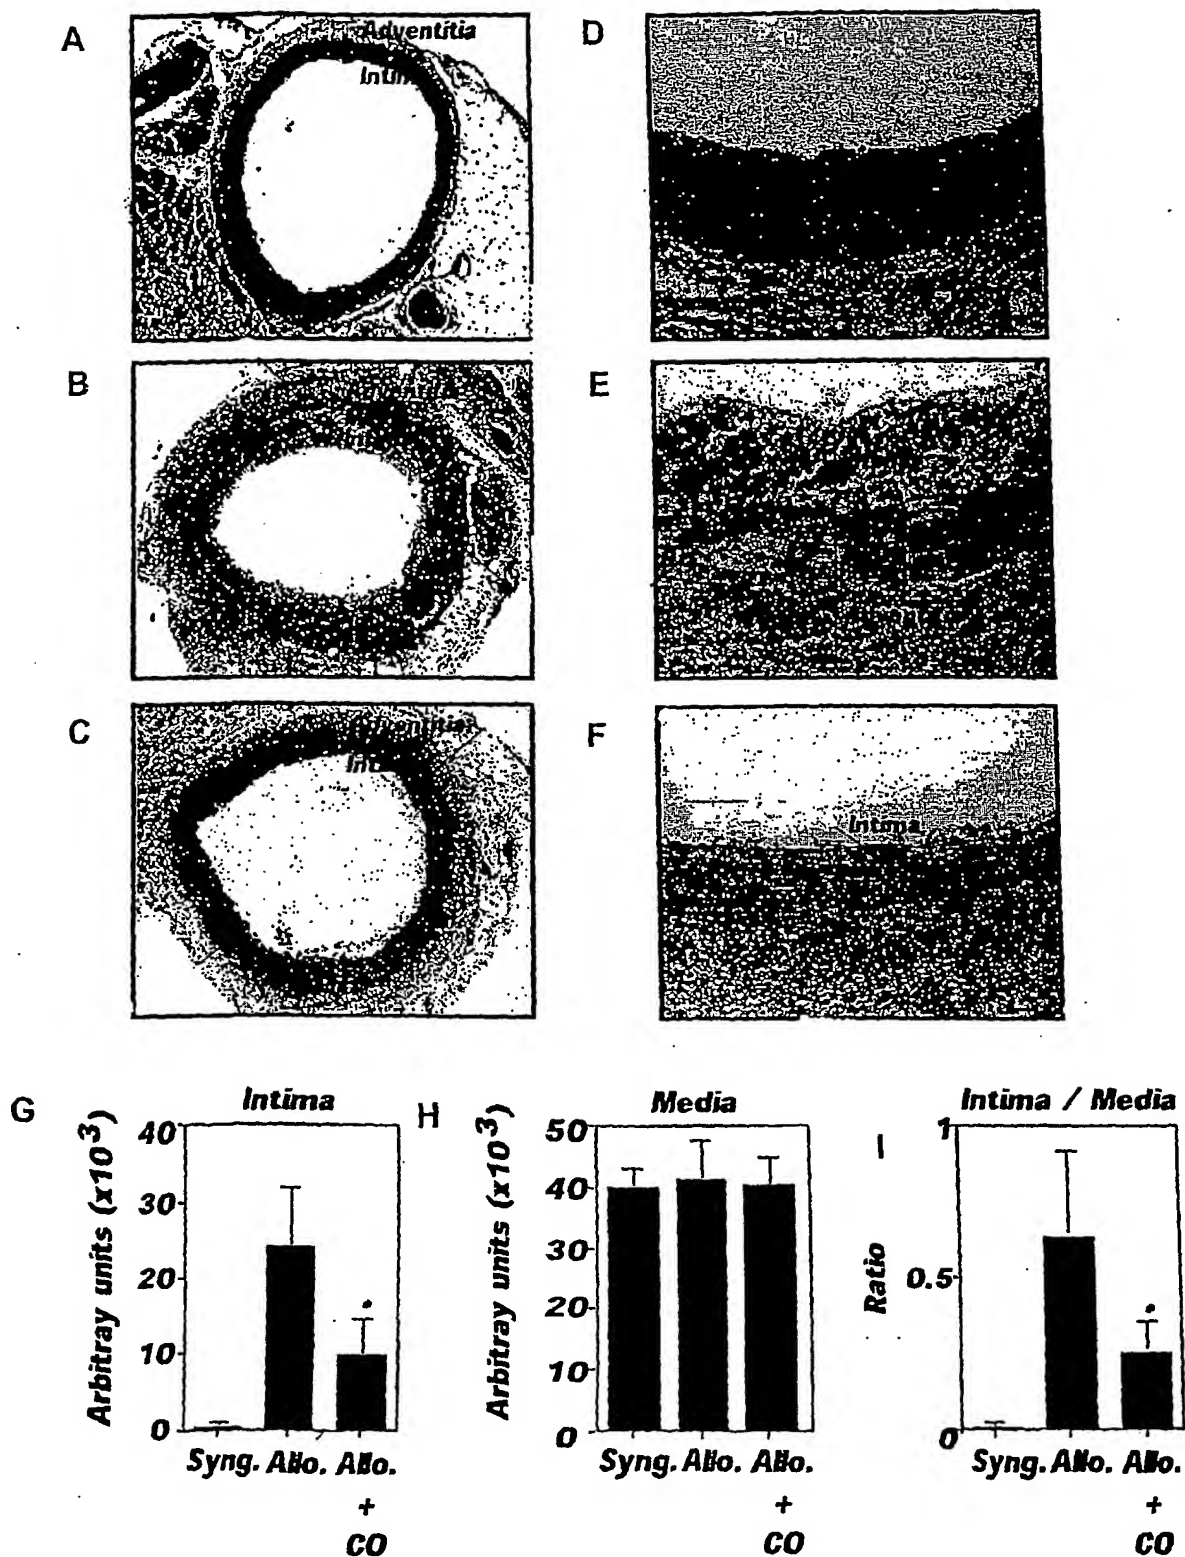 A
Adventitia
D
B
E
C
Adventitia
F
Intima
G
Intima
Arbitray units (x10³)
40
30
20
10
0
Syng. Allo. Allo.
+
CO
H
Media
Arbitray units (x10³)
50
40
30
20
10
0
Syng. Allo. Allo.
+
CO
I
Intima / Media
Ratio
1
0.5
0
Syng. Allo. Allo.
+
CO